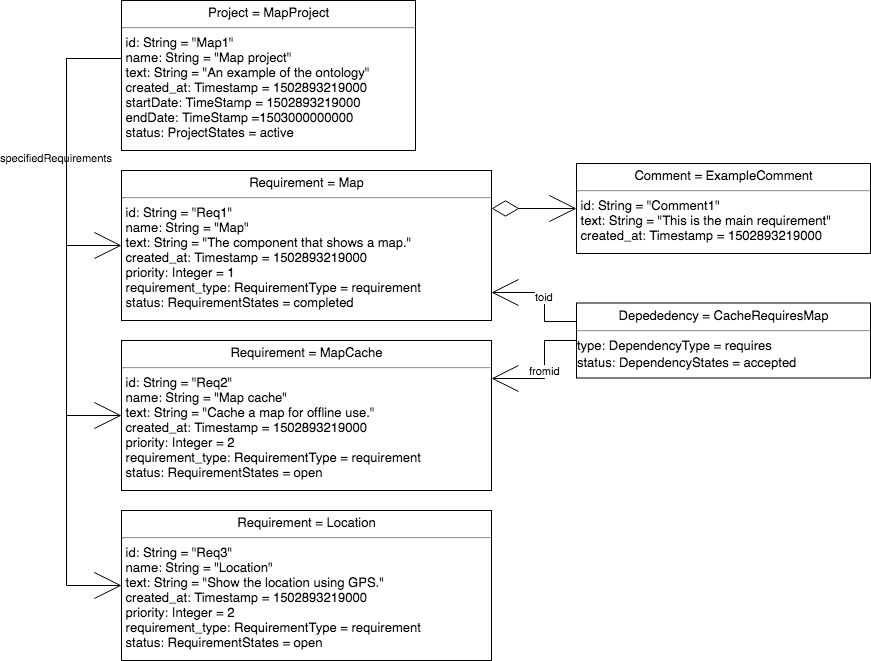 Project = MapProject
id: String = "Map1"
name: String = "Map project"
text: String = "An example of the ontology"
created_at: Timestamp = 1502893219000
startDate: TimeStamp = 1502893219000
endDate: TimeStamp =1503000000000
status: ProjectStates = active
specifiedRequirements
Requirement = Map
id: String = "Req1"
name: String = "Map"
text: String = "The component that shows a map."
created_at: Timestamp = 1502893219000
priority: Integer = 1
requirement_type: RequirementType = requirement
status: RequirementStates = completed
Comment = ExampleComment
id: String = "Comment1"
text: String = "This is the main requirement"
created_at: Timestamp = 1502893219000
toid
Depededency = CacheRequiresMap
type: DependencyType = requires
status: DependencyStates = accepted
fromid
Requirement = MapCache
id: String = "Req2"
name: String = "Map cache"
text: String = "Cache a map for offline use."
created_at: Timestamp = 1502893219000
priority: Integer = 2
requirement_type: RequirementType = requirement
status: RequirementStates = open
Requirement = Location
id: String = "Req3"
name: String = "Location"
text: String = "Show the location using GPS."
created_at: Timestamp = 1502893219000
priority: Integer = 2
requirement_type: RequirementType = requirement
status: RequirementStates = open